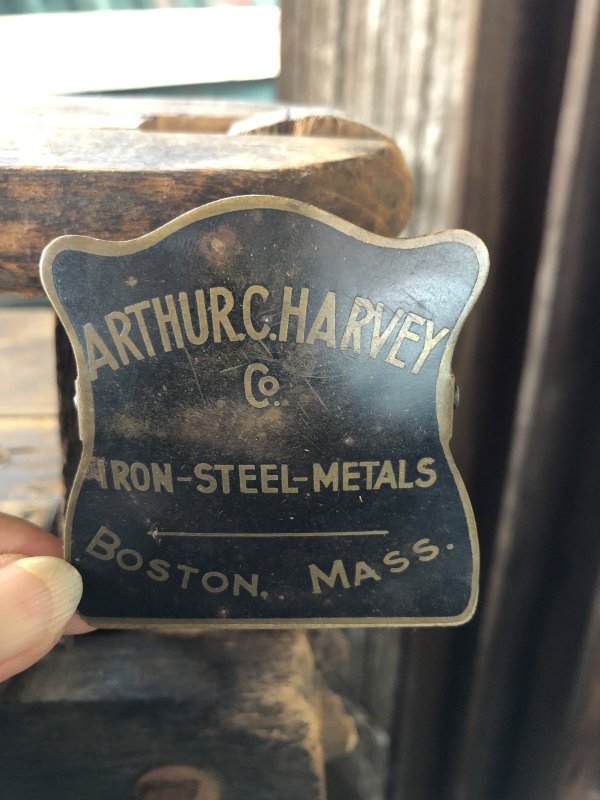 ARTHUR.C.HARVEY
Co.
IRON-STEEL-METALS
BOSTON, MASS.